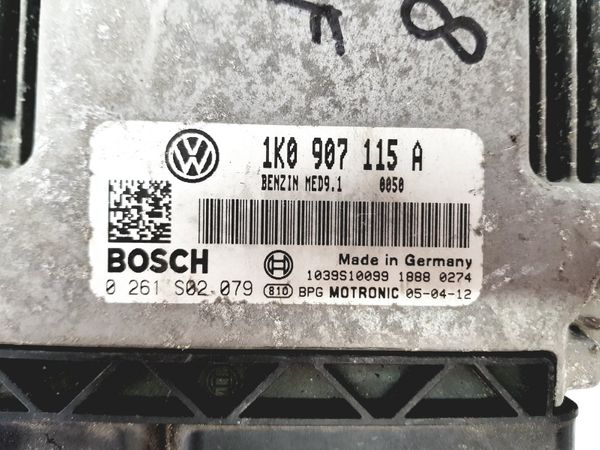 8
F
1K0 907 115 A
BENZIN MED9.1 0050
BOSCH
Made in Germany
1039S10099 1888 0274
0 261 S02 079 810 BPG MOTRONIC 05-04-12